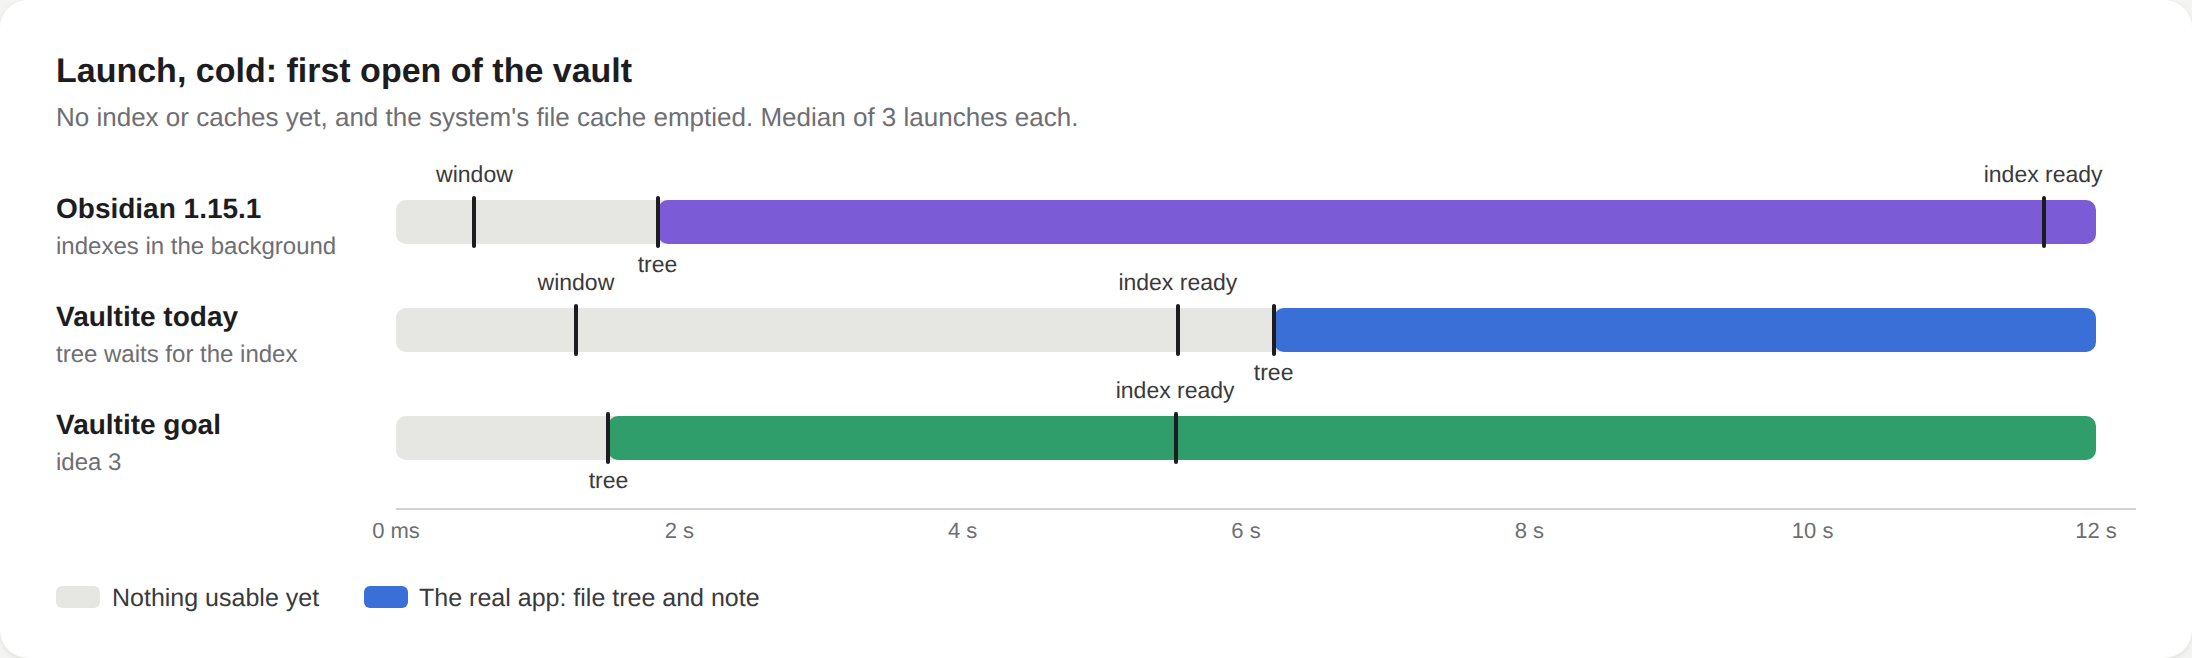 Launch, cold: first open of the vault
No index or caches yet, and the system's file cache emptied. Median of 3 launches each.
window
index ready
Obsidian 1.15.1
indexes in the background
tree
window
index ready
Vaultite today
tree waits for the index
tree
index ready
Vaultite goal
idea 3
tree
0 ms
2 s
4 s
6 s
8 s
10 s
12 s
Nothing usable yet
The real app: file tree and note